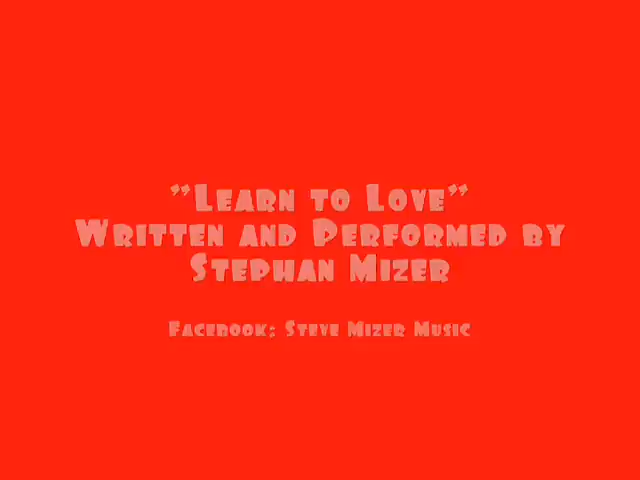 "Learn to Love"
Written and Performed by
Stephan Mizer
Facebook: Steve Mizer Music